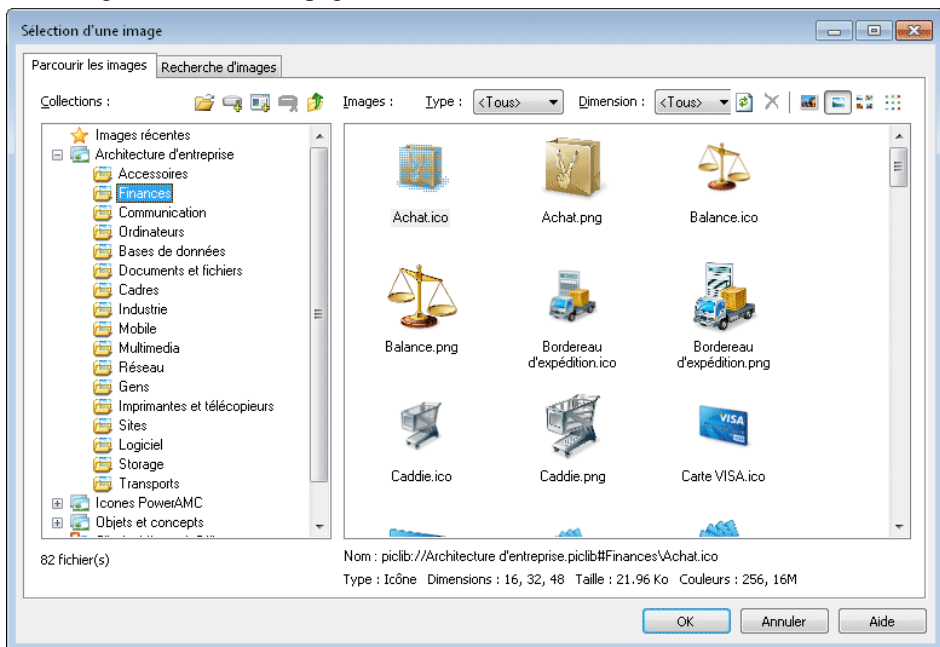 Sélection d'une image
Parcourir les images Recherche d'images
Collections : Images : Type : <Tous> Dimension : <Tous>
Images récentes
Architecture d'entreprise
Accessoires
Finances
Communication
Ordinateurs
Bases de données
Documents et fichiers
Cadres
Industrie
Mobile
Multimedia
Réseau
Gens
Imprimantes et télécopieurs
Sites
Logiciel
Storage
Transports
Icones PowerAMC
Objets et concepts
82 fichier(s)
Achat.ico Achat.png Balance.ico
Balance.png Bordereau Bordereau
d'expédition.ico d'expédition.png
VISA
Caddie.ico Caddie.png Carte VISA.ico
Nom : piclib://Architecture d'entreprise.piclib#Finances\Achat.ico
Type : Icône Dimensions : 16, 32, 48 Taille : 21.96 Ko Couleurs : 256, 16M
OK Annuler Aide